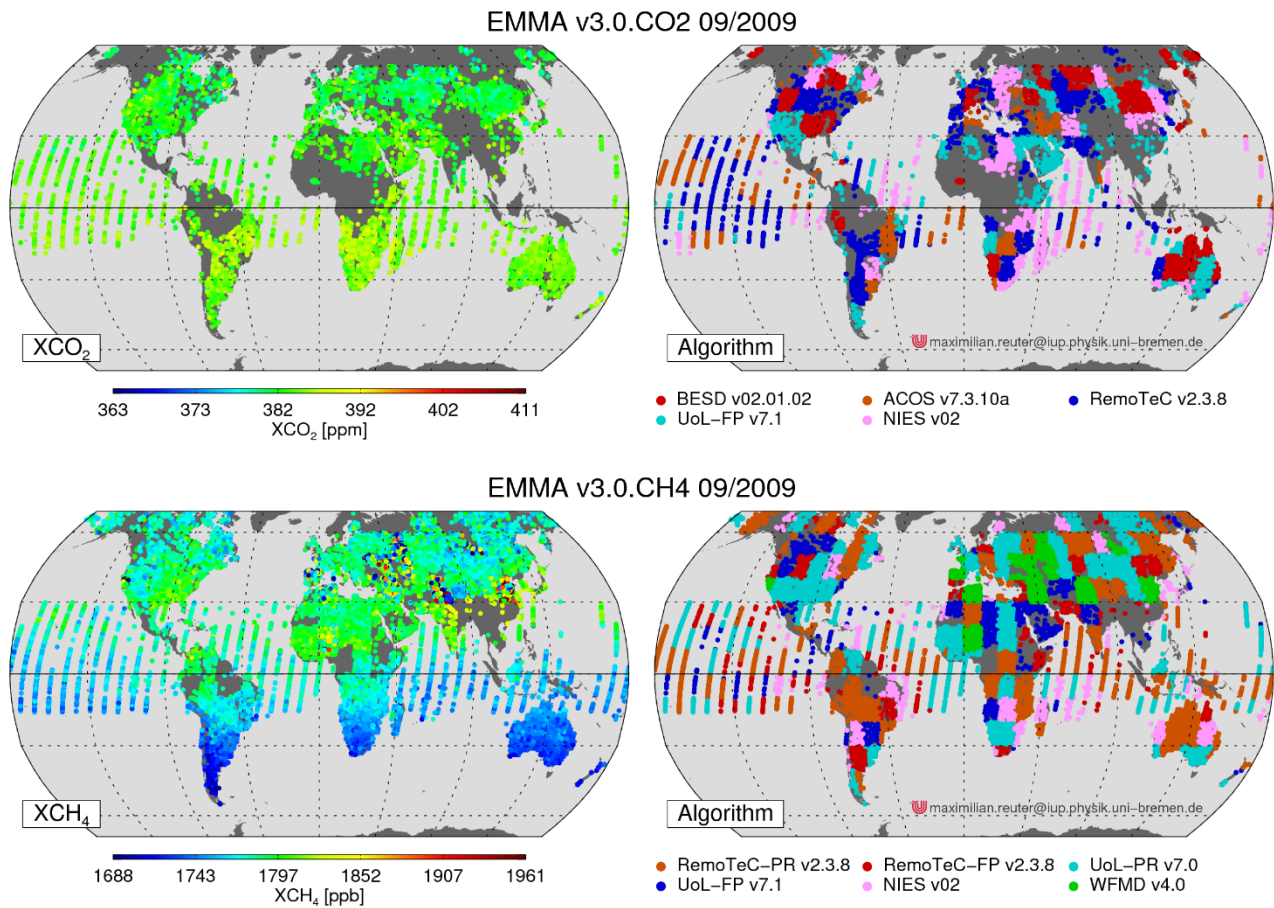 EMMA v3.0.CO2 09/2009
XCO₂
Algorithm
maximilian.reuter@iup.physik.uni−bremen.de
363 373 382 392 402 411
XCO₂ [ppm]
BESD v02.01.02 ACOS v7.3.10a RemoTeC v2.3.8
UoL−FP v7.1 NIES v02
EMMA v3.0.CH4 09/2009
XCH₄
Algorithm
maximilian.reuter@iup.physik.uni−bremen.de
1688 1743 1797 1852 1907 1961
XCH₄ [ppb]
RemoTeC−PR v2.3.8 RemoTeC−FP v2.3.8 UoL−PR v7.0
UoL−FP v7.1 NIES v02 WFMD v4.0